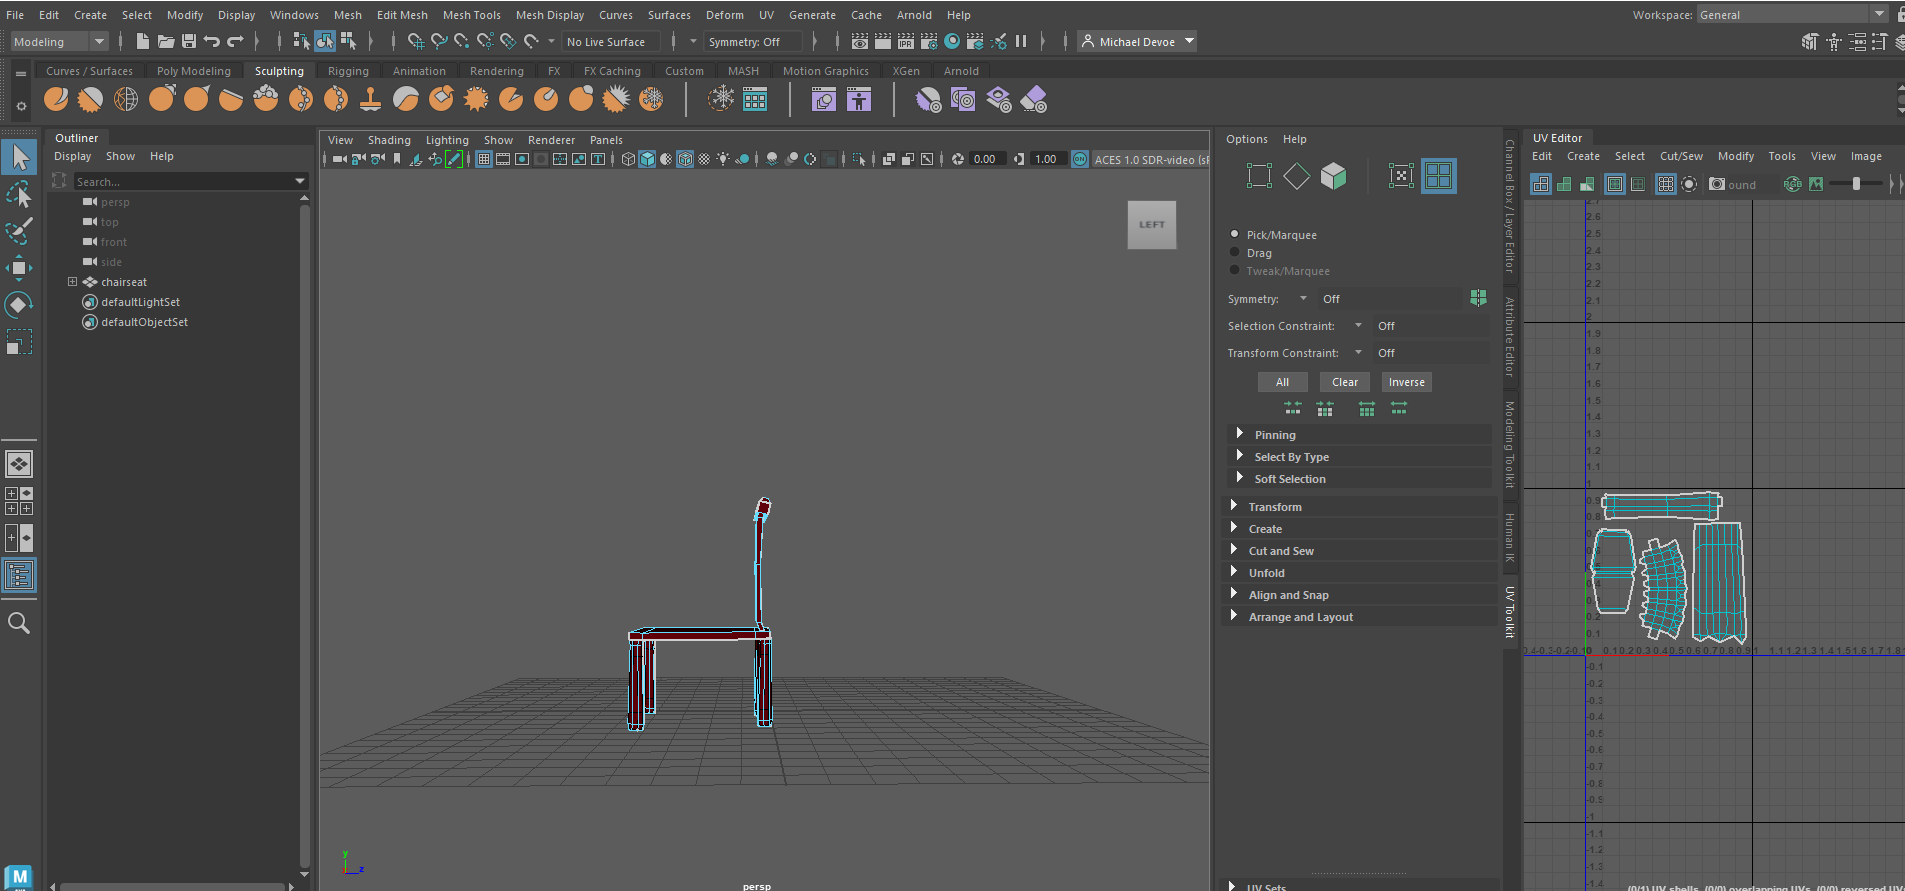 File Edit Create Select Modify Display Windows Mesh Edit Mesh Mesh Tools Mesh Display Curves Surfaces Deform UV Generate Cache Arnold Help
Workspace: General
Modeling
No Live Surface
Symmetry: Off
Michael Devoe
Curves / Surfaces Poly Modeling Sculpting Rigging Animation Rendering FX FX Caching Custom MASH Motion Graphics XGen Arnold
Outliner
Display Show Help
Search...
persp
top
front
side
chairseat
defaultLightSet
defaultObjectSet
View Shading Lighting Show Renderer Panels
0.00
1.00
ACES 1.0 SDR-video (sR
LEFT
persp
y
z
Options Help
Pick/Marquee
Drag
Tweak/Marquee
Symmetry: Off
Selection Constraint: Off
Transform Constraint: Off
All Clear Inverse
Pinning
Select By Type
Soft Selection
Transform
Create
Cut and Sew
Unfold
Align and Snap
Arrange and Layout
UV Sets
Channel Box / Layer Editor
Attribute Editor
Modeling Toolkit
Human IK
UV Toolkit
UV Editor
Edit Create Select Cut/Sew Modify Tools View Image
ound
RGB
2.7
2.6
2.5
2.4
2.3
2.2
2.1
2
1.9
1.8
1.7
1.6
1.5
1.4
1.3
1.2
1.1
1
0.9
0.8
0.4
0.2
0.1
0.4-0.3-0.2-0.10 0.1 0.2 0.3 0.4 0.5 0.6 0.7 0.8 0.9 1 1.1 1.2 1.3 1.4 1.5 1.6 1.7 1.8
-0.1
-0.2
-0.3
-0.4
-0.5
-0.6
-0.7
-0.8
-0.9
-1
-1.1
-1.2
-1.3
-1.4
(0/1) UV shells, (0/0) overlapping UVs, (0/0) reversed UV
M